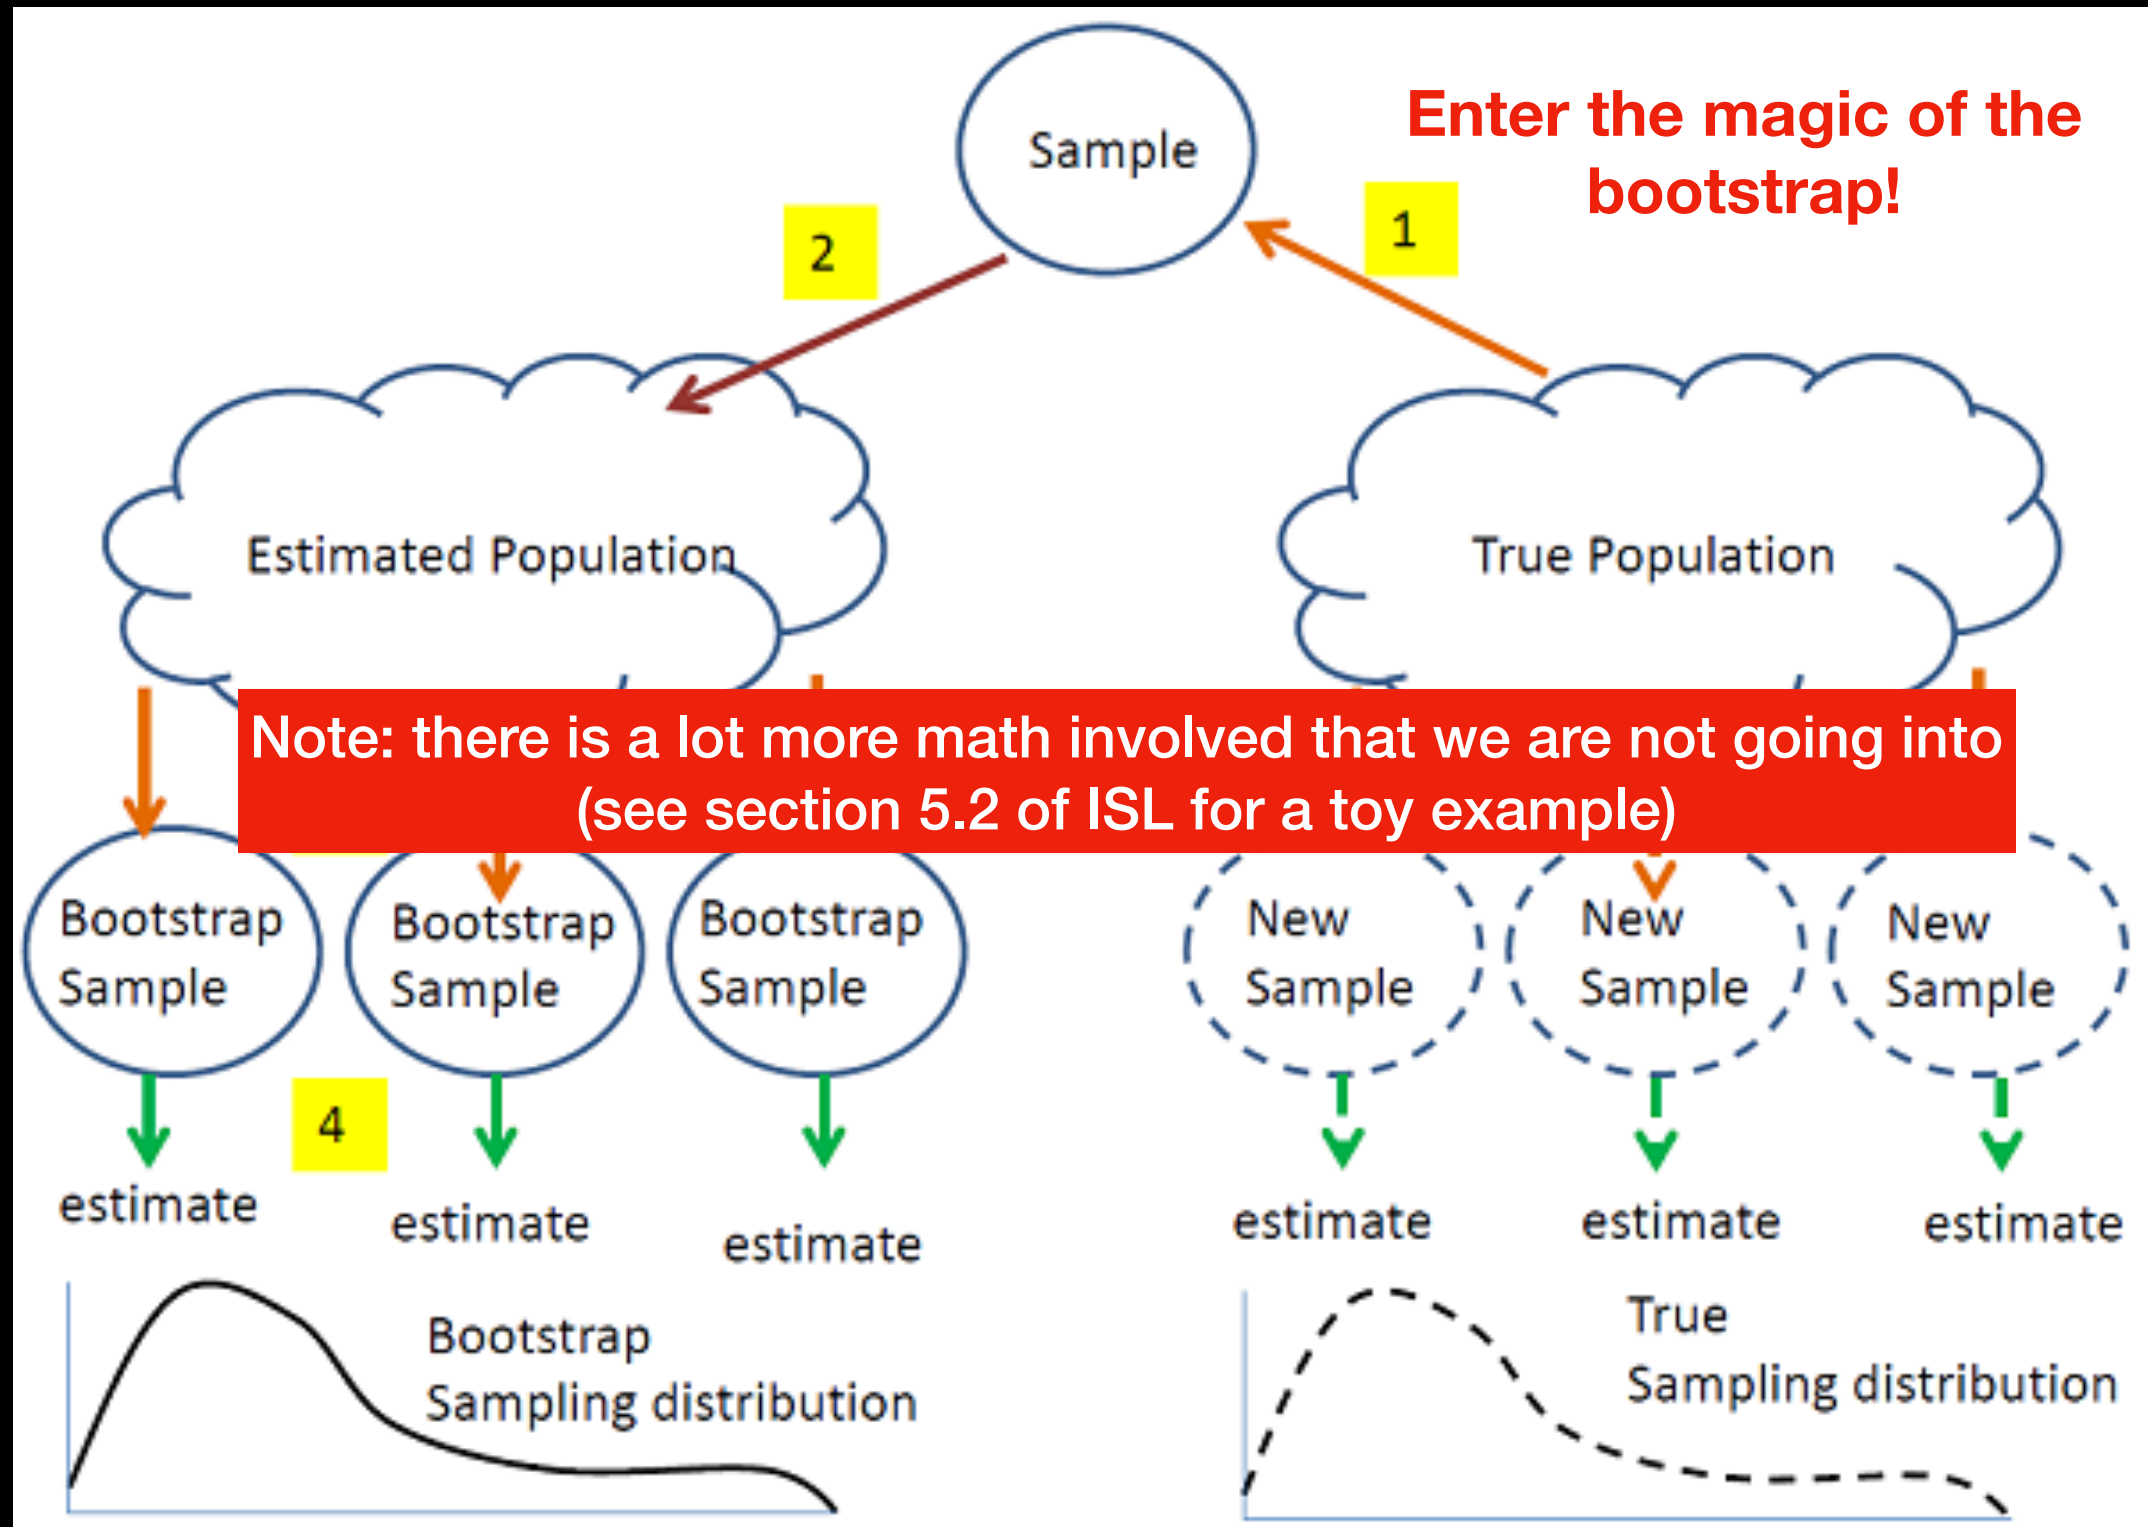 Sample
Enter the magic of the
bootstrap!
2
1
Estimated Population
True Population
Note: there is a lot more math involved that we are not going into
(see section 5.2 of ISL for a toy example)
Bootstrap
Sample
Bootstrap
Sample
Bootstrap
Sample
New
Sample
New
Sample
New
Sample
4
estimate
estimate
estimate
estimate
estimate
estimate
Bootstrap
Sampling distribution
True
Sampling distribution